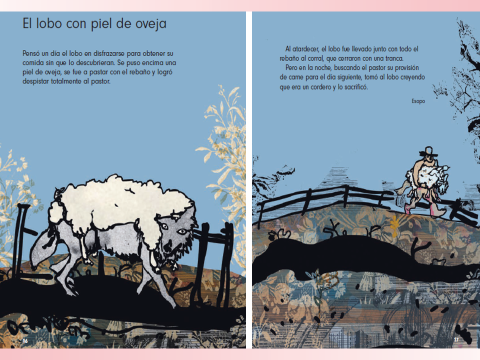 El lobo con piel de oveja
Pensó un día el lobo en disfrazarse para obtener su
comida sin que lo descubrieran. Se puso encima una
piel de oveja, se fue a pastar con el rebaño y logró
despistar totalmente al pastor.
Al atardecer, el lobo fue llevado junto con todo el
rebaño al corral, que cerraron con una tranca.
Pero en la noche, buscando el pastor su provisión
de carne para el día siguiente, tomó al lobo creyendo
que era un cordero y lo sacrificó.
Esopo